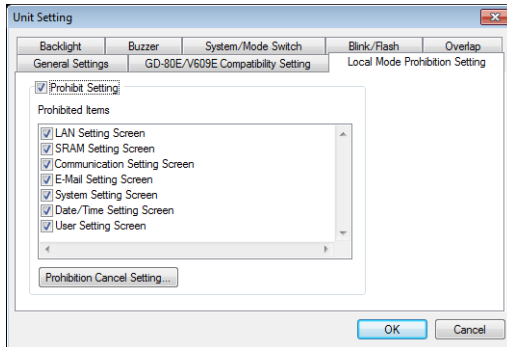 Unit Setting
Backlight Buzzer System/Mode Switch Blink/Flash Overlap
General Settings GD-80E/V609E Compatibility Setting Local Mode Prohibition Setting
Prohibit Setting
Prohibited Items
LAN Setting Screen
SRAM Setting Screen
Communication Setting Screen
E-Mail Setting Screen
System Setting Screen
Date/Time Setting Screen
User Setting Screen
Prohibition Cancel Setting...
OK Cancel